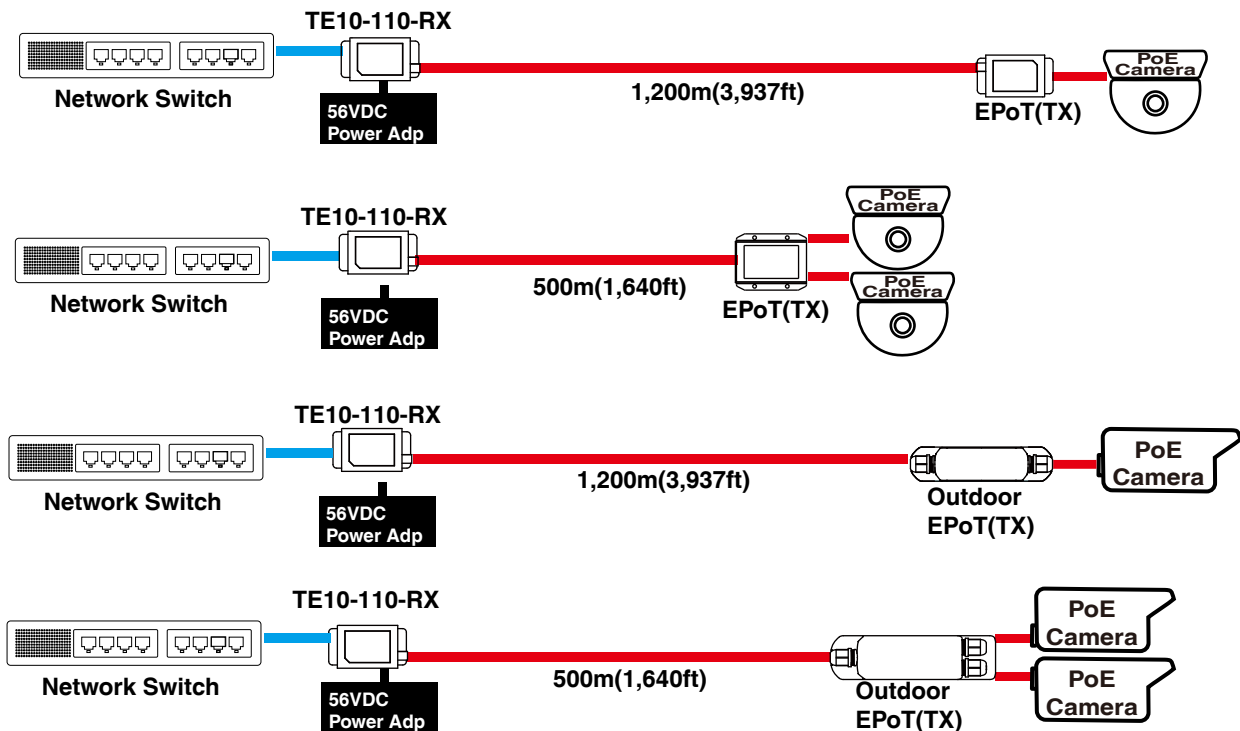 TE10-110-RX
PoE
Camera
Network Switch
56VDC
Power Adp
1,200m(3,937ft)
EPoT(TX)
TE10-110-RX
PoE
Camera
PoE
Camera
Network Switch
56VDC
Power Adp
500m(1,640ft)
EPoT(TX)
TE10-110-RX
PoE
Camera
Network Switch
56VDC
Power Adp
1,200m(3,937ft)
Outdoor
EPoT(TX)
TE10-110-RX
PoE
Camera
PoE
Camera
Network Switch
56VDC
Power Adp
500m(1,640ft)
Outdoor
EPoT(TX)